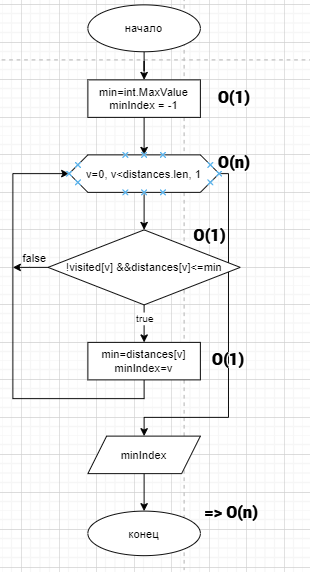 начало
min=int.MaxValue
minIndex = -1
O(1)
O(n)
v=0, v<distances.len, 1
O(1)
false
!visited[v] &&distances[v]<=min
true
min=distances[v]
minIndex=v
O(1)
minIndex
=> O(n)
конец